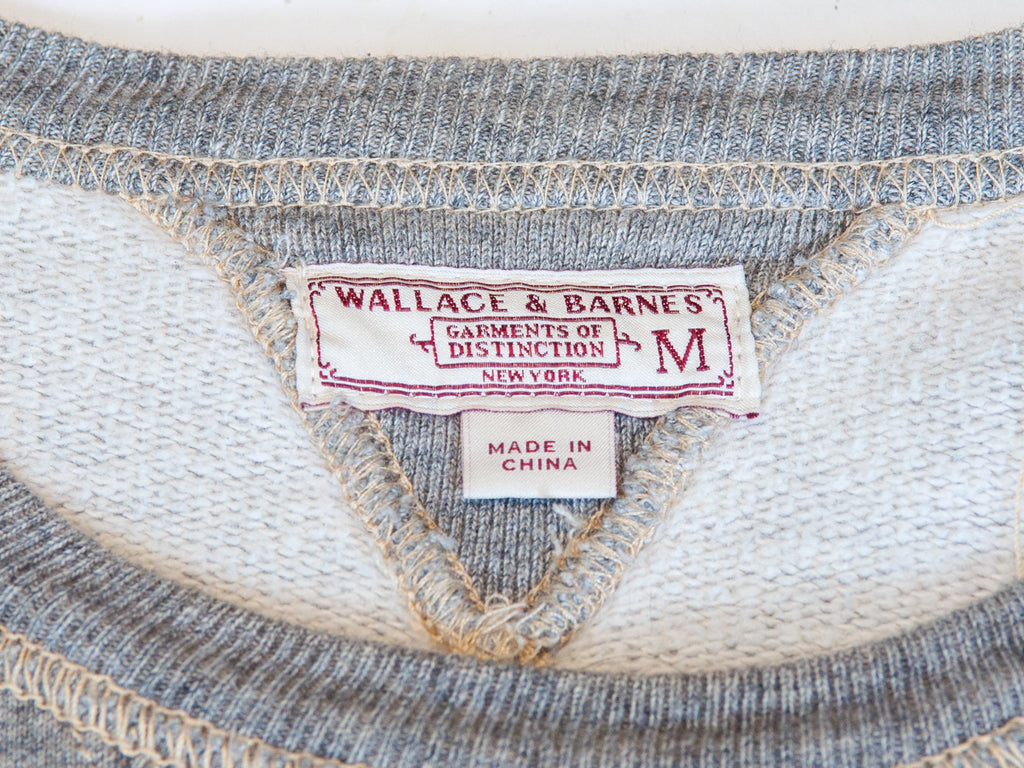 WALLACE & BARNES
GARMENTS OF
DISTINCTION
NEW YORK
M
MADE IN
CHINA